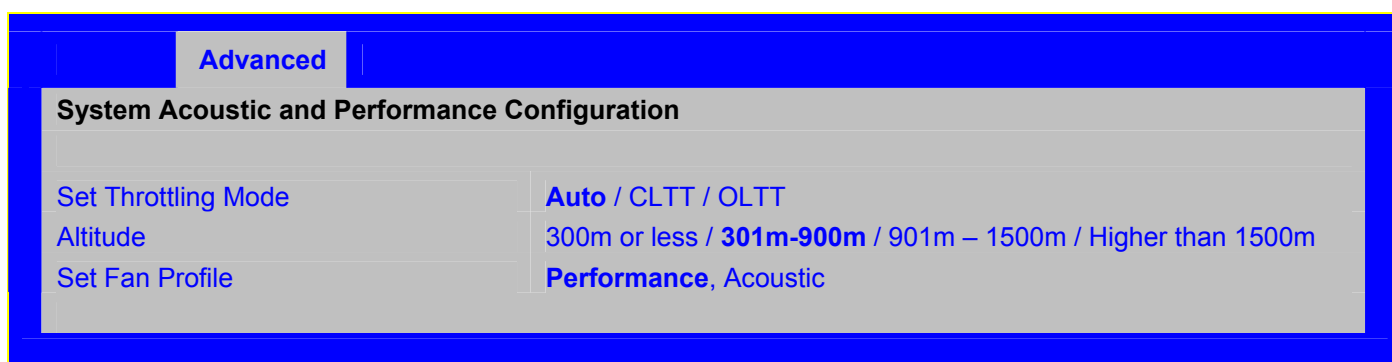 Advanced
System Acoustic and Performance Configuration
Set Throttling Mode Auto / CLTT / OLTT
Altitude 300m or less / 301m-900m / 901m – 1500m / Higher than 1500m
Set Fan Profile Performance, Acoustic